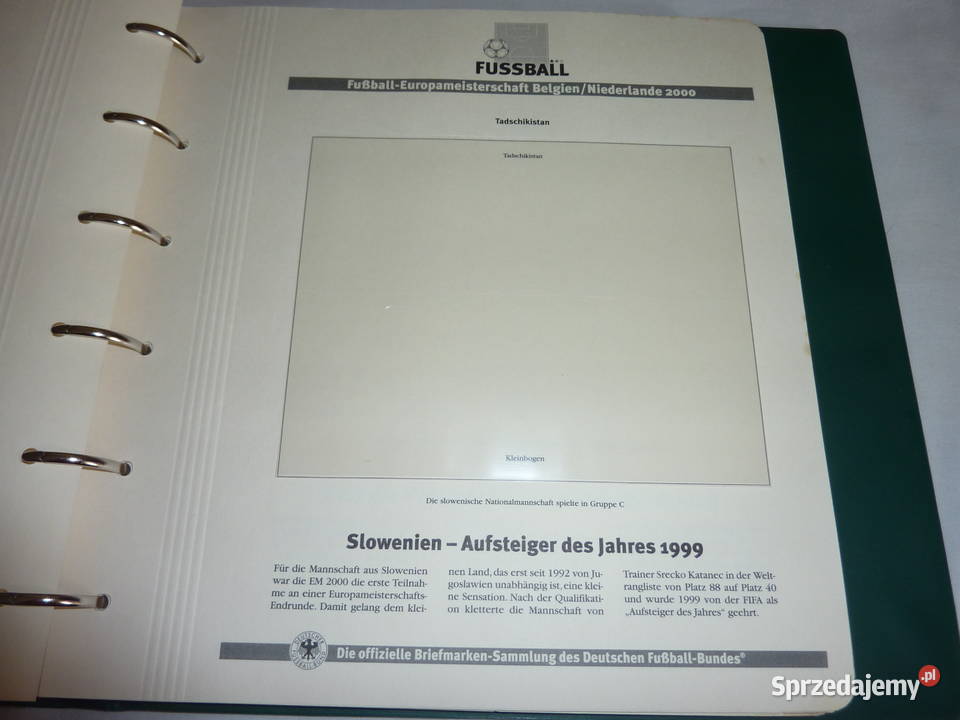 FUSSBALL
Fußball-Europameisterschaft Belgien/Niederlande 2000
Tadschikistan
Tadschikistan
Kleinbogen
Die slowenische Nationalmannschaft spielte in Gruppe C
Slowenien – Aufsteiger des Jahres 1999
Für die Mannschaft aus Slowenien
war die EM 2000 die erste Teilnah-
me an einer Europameisterschafts-
Endrunde. Damit gelang dem klei-
nen Land, das erst seit 1992 von Ju-
goslawien unabhängig ist, eine klei-
ne Sensation. Nach der Qualifikati-
on kletterte die Mannschaft von
Trainer Srecko Katanec in der Welt-
rangliste von Platz 88 auf Platz 40
und wurde 1999 von der FIFA als
„Aufsteiger des Jahres“ geehrt.
DEUTSCHER FUSSBALL-BUND
Die offizielle Briefmarken-Sammlung des Deutschen Fußball-Bundes®
Sprzedajemy.pl